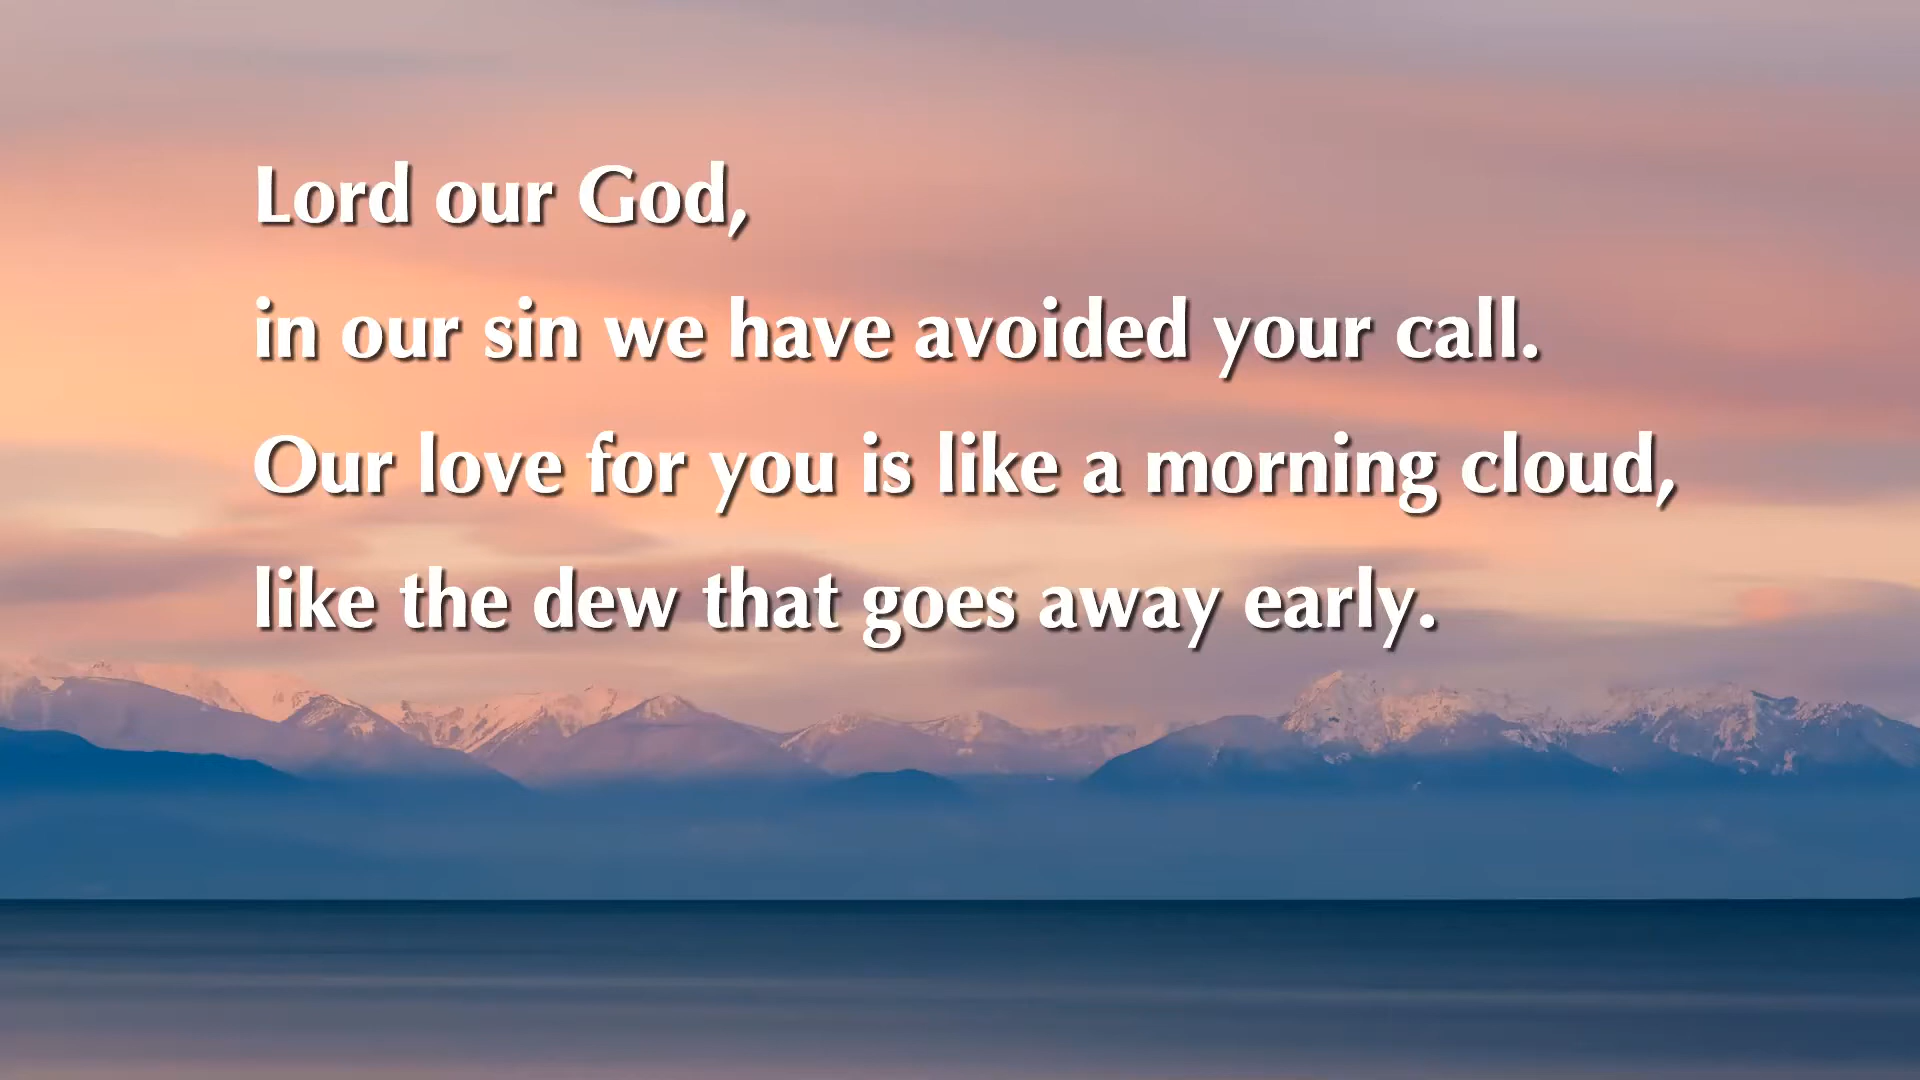 Lord our God,
in our sin we have avoided your call.
Our love for you is like a morning cloud,
like the dew that goes away early.